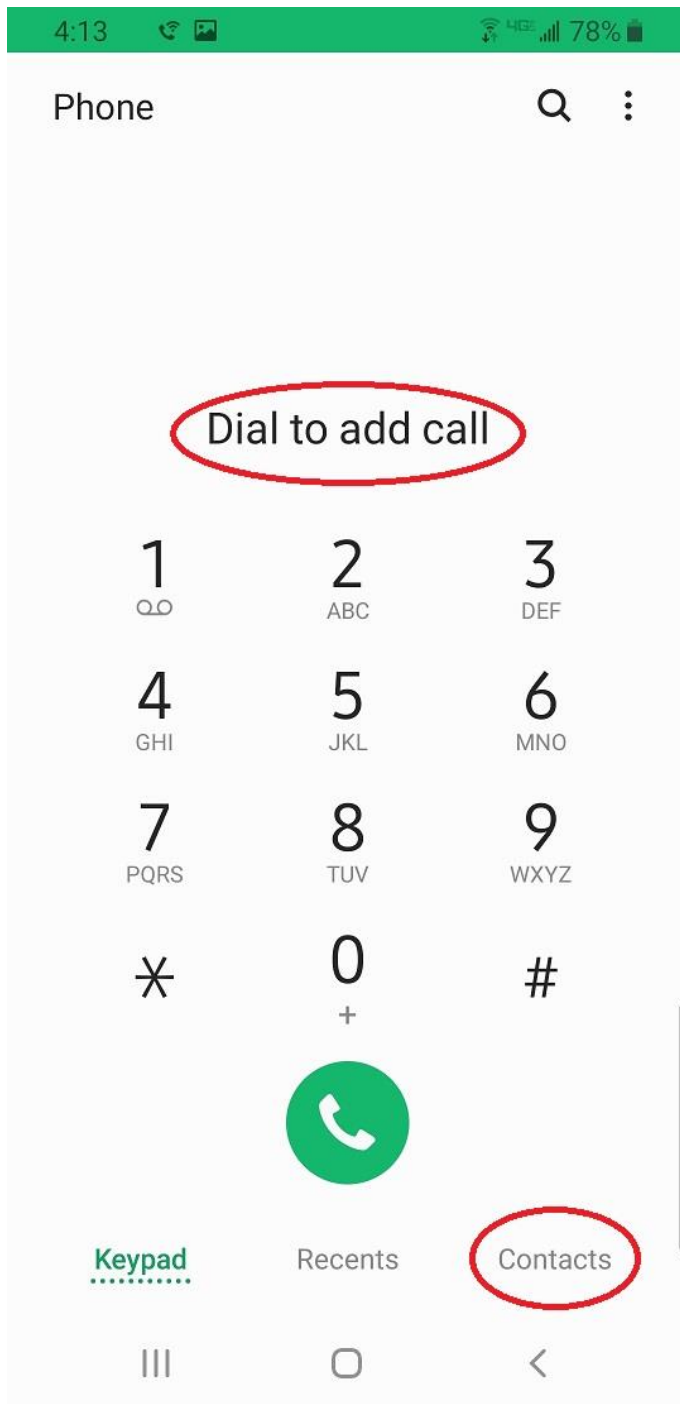 4:13 4GE 78%
Phone
Dial to add call
1 2 3
ABC DEF
4 5 6
GHI JKL MNO
7 8 9
PQRS TUV WXYZ
* 0 #
+
Keypad Recents Contacts